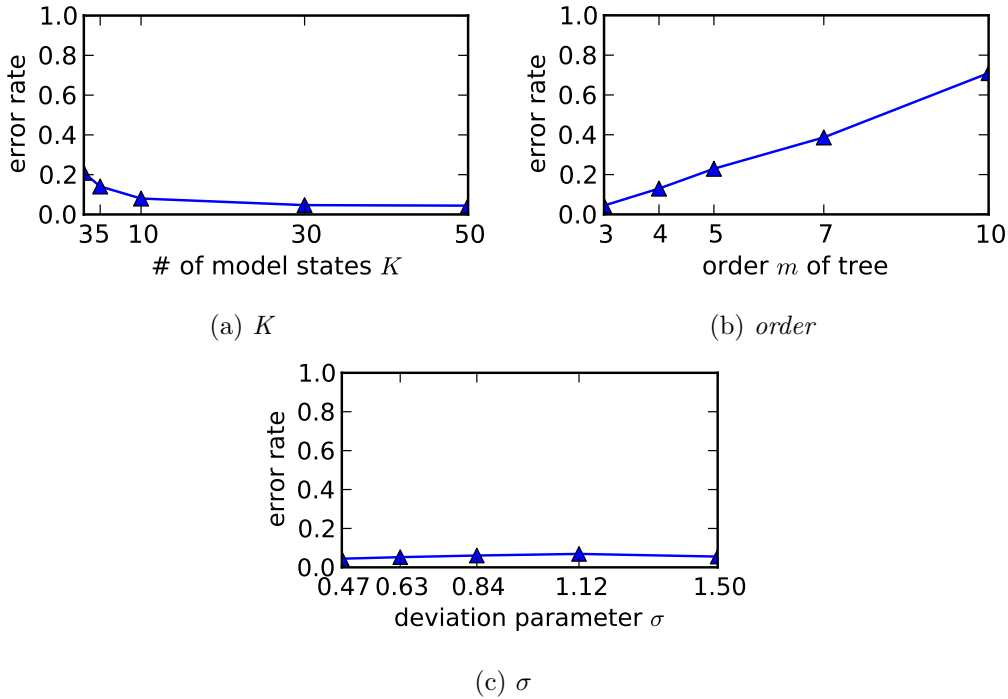 1.0
0.8
0.6
0.4
0.2
0.0
error rate
35 10 30 50
# of model states K
(a) K
1.0
0.8
0.6
0.4
0.2
0.0
error rate
3 4 5 7 10
order m of tree
(b) order
1.0
0.8
0.6
0.4
0.2
0.0
error rate
0.47 0.63 0.84 1.12 1.50
deviation parameter σ
(c) σ